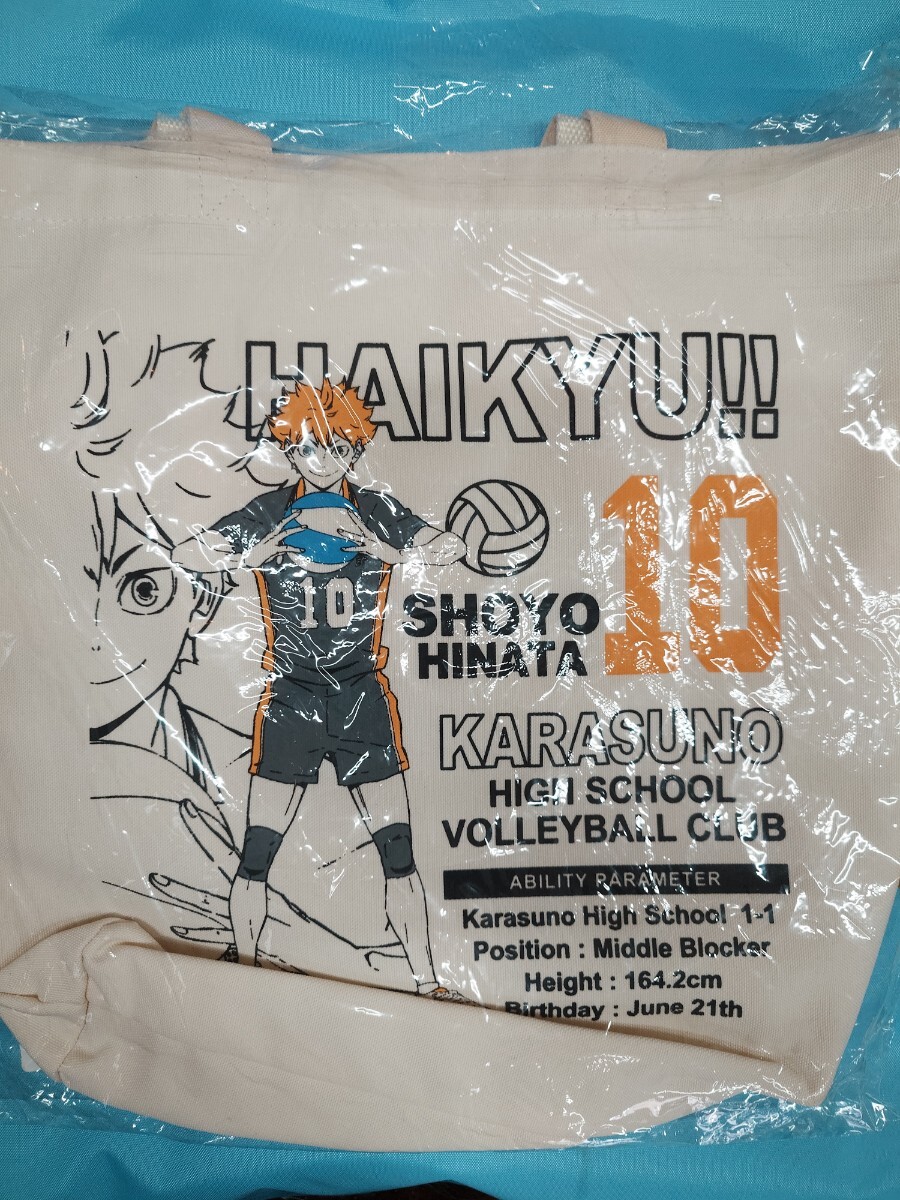 HAIKYU!!
10
10
SHOYO
HINATA
KARASUNO
HIGH SCHOOL
VOLLEYBALL CLUB
ABILITY PARAMETER
Karasuno High School 1-1
Position : Middle Blocker
Height : 164.2cm
Birthday : June 21th